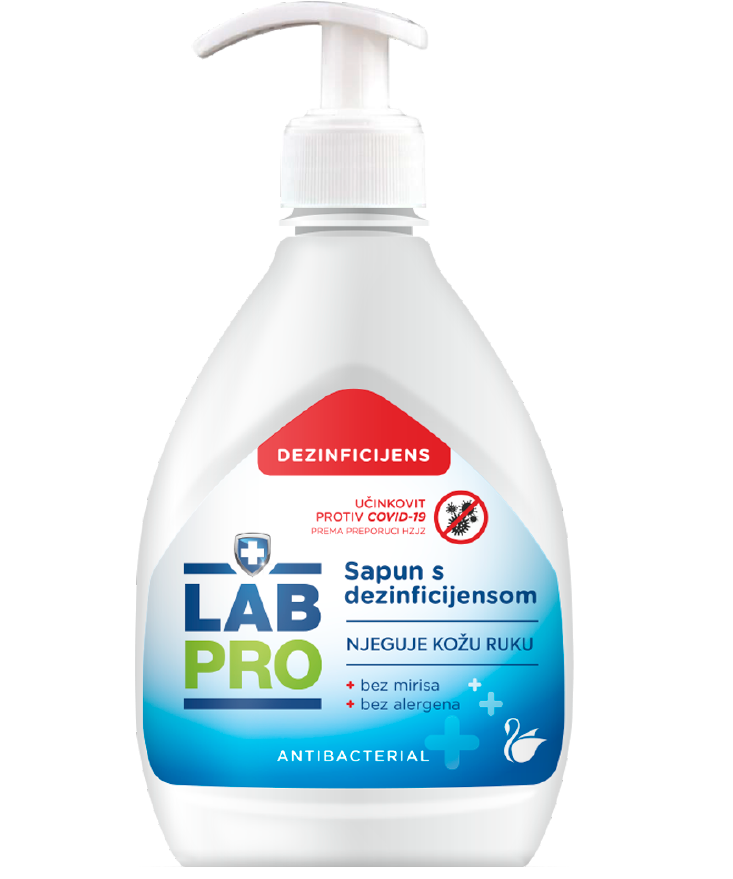 DEZINFICIJENS
UČINKOVIT
PROTIV COVID-19
PREMA PREPORUCI HZJZ
LAB
PRO
Sapun s
dezinficijensom
NJEGUJE KOŽU RUKU
+ bez mirisa
+ bez alergena
ANTIBACTERIAL